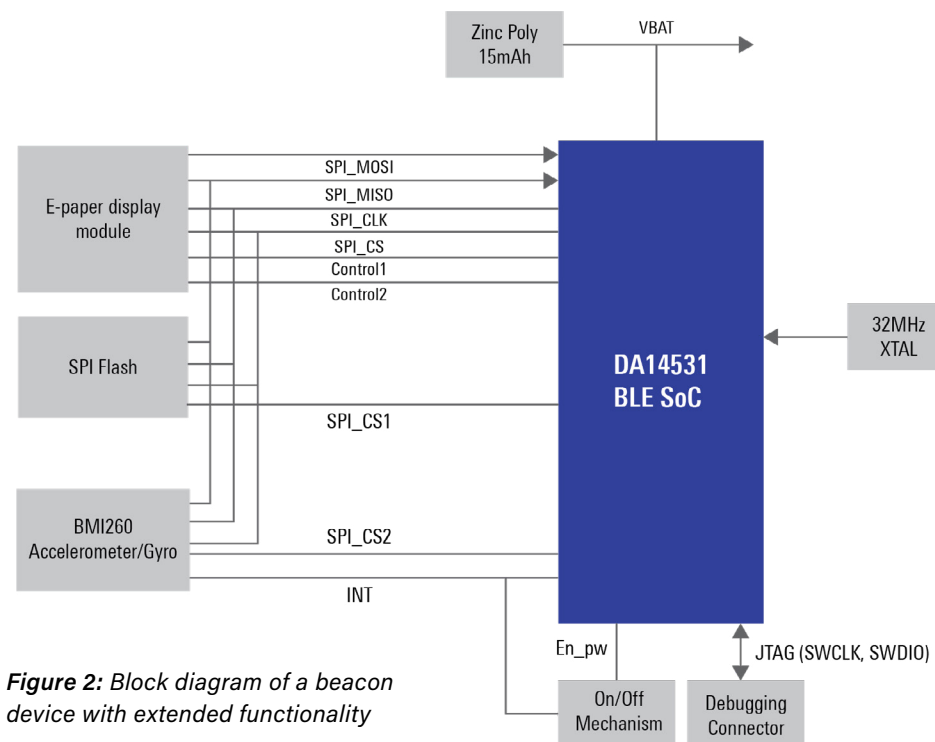 Zinc Poly
15mAh
VBAT
E-paper display
module
SPI_MOSI
SPI_MISO
SPI_CLK
SPI_CS
Control1
Control2
SPI Flash
SPI_CS1
BMI260
Accelerometer/Gyro
SPI_CS2
INT
DA14531
BLE SoC
32MHz
XTAL
En_pw
JTAG (SWCLK, SWDIO)
On/Off
Mechanism
Debugging
Connector
Figure 2: Block diagram of a beacon
device with extended functionality